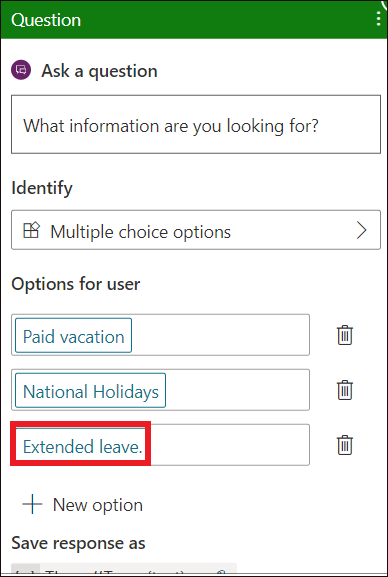 Question
Ask a question
What information are you looking for?
Identify
Multiple choice options
Options for user
Paid vacation
National Holidays
Extended leave.
New option
Save response as